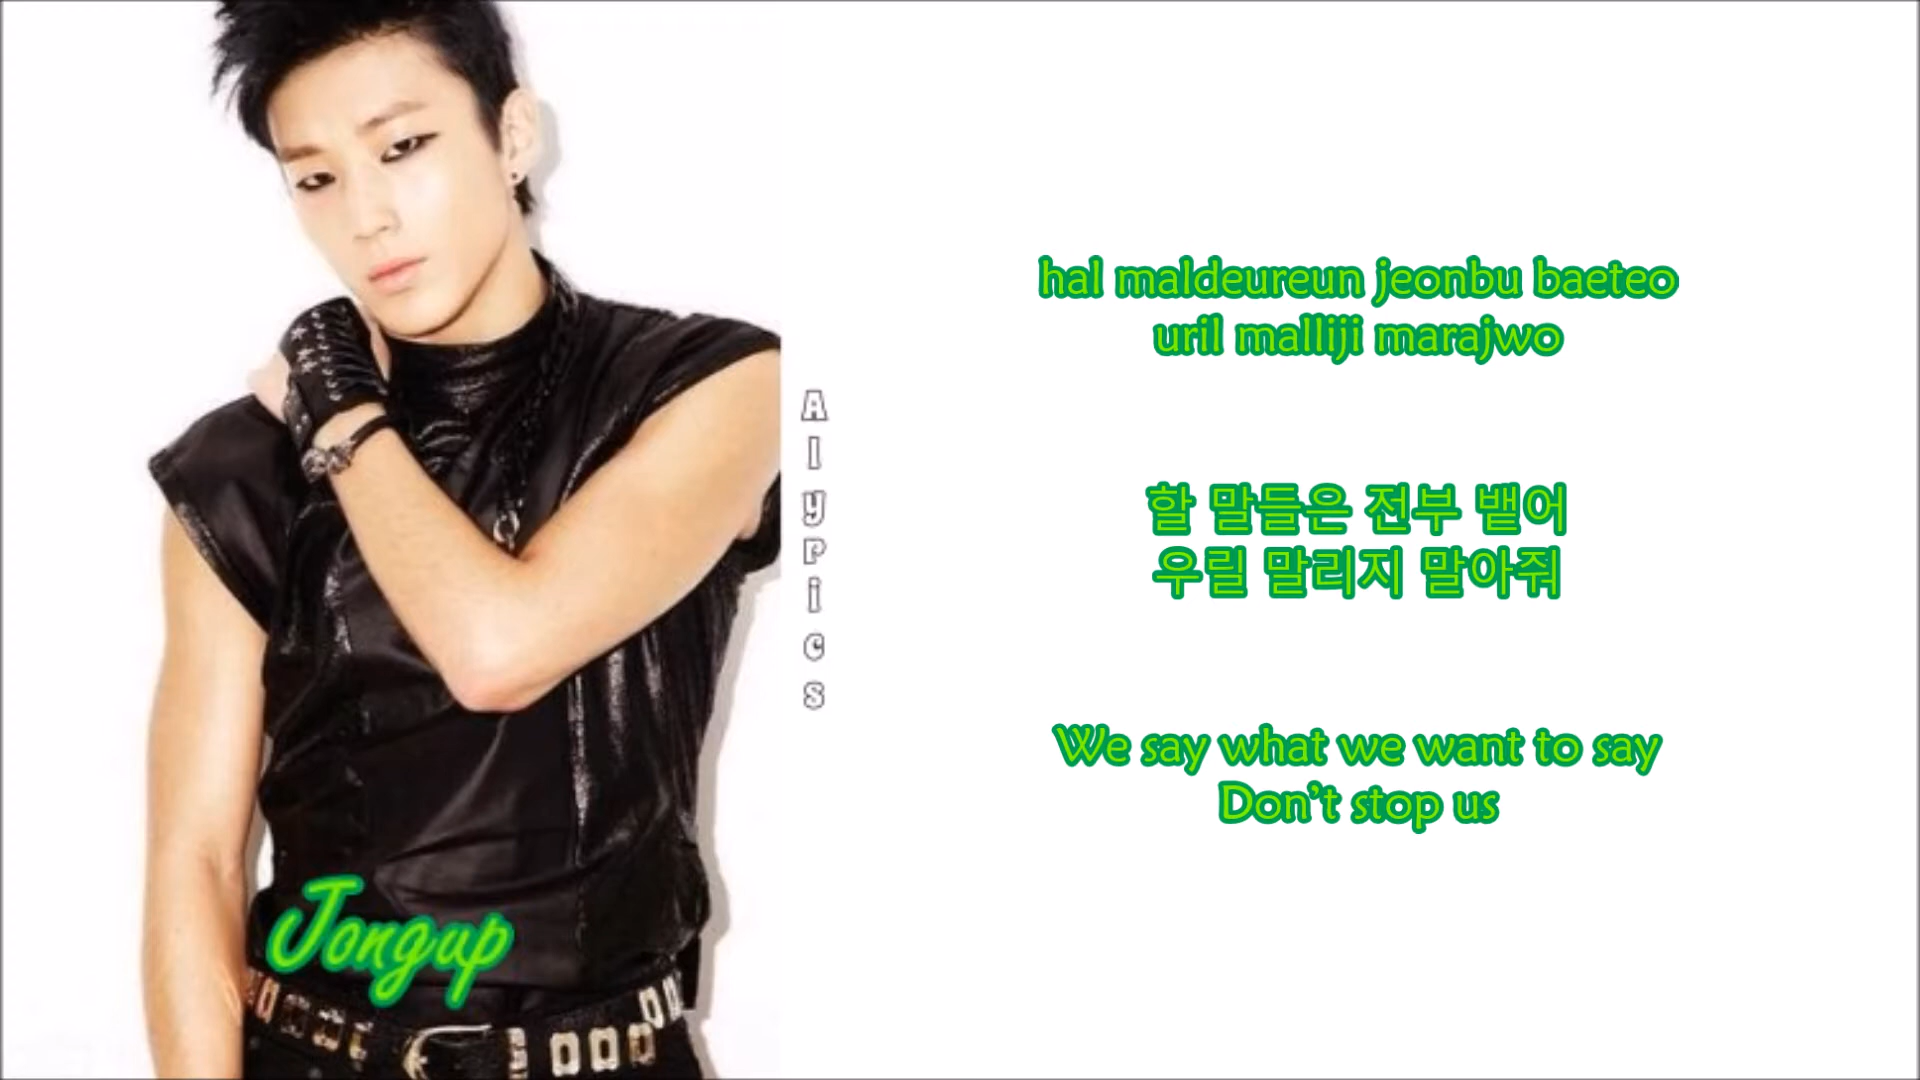 hal maldeureun jeonbu baeteo
uril malliji marajwo
할 말들은 전부 뱉어
우릴 말리지 말아줘
We say what we want to say
Don't stop us
Alypics
Jongup